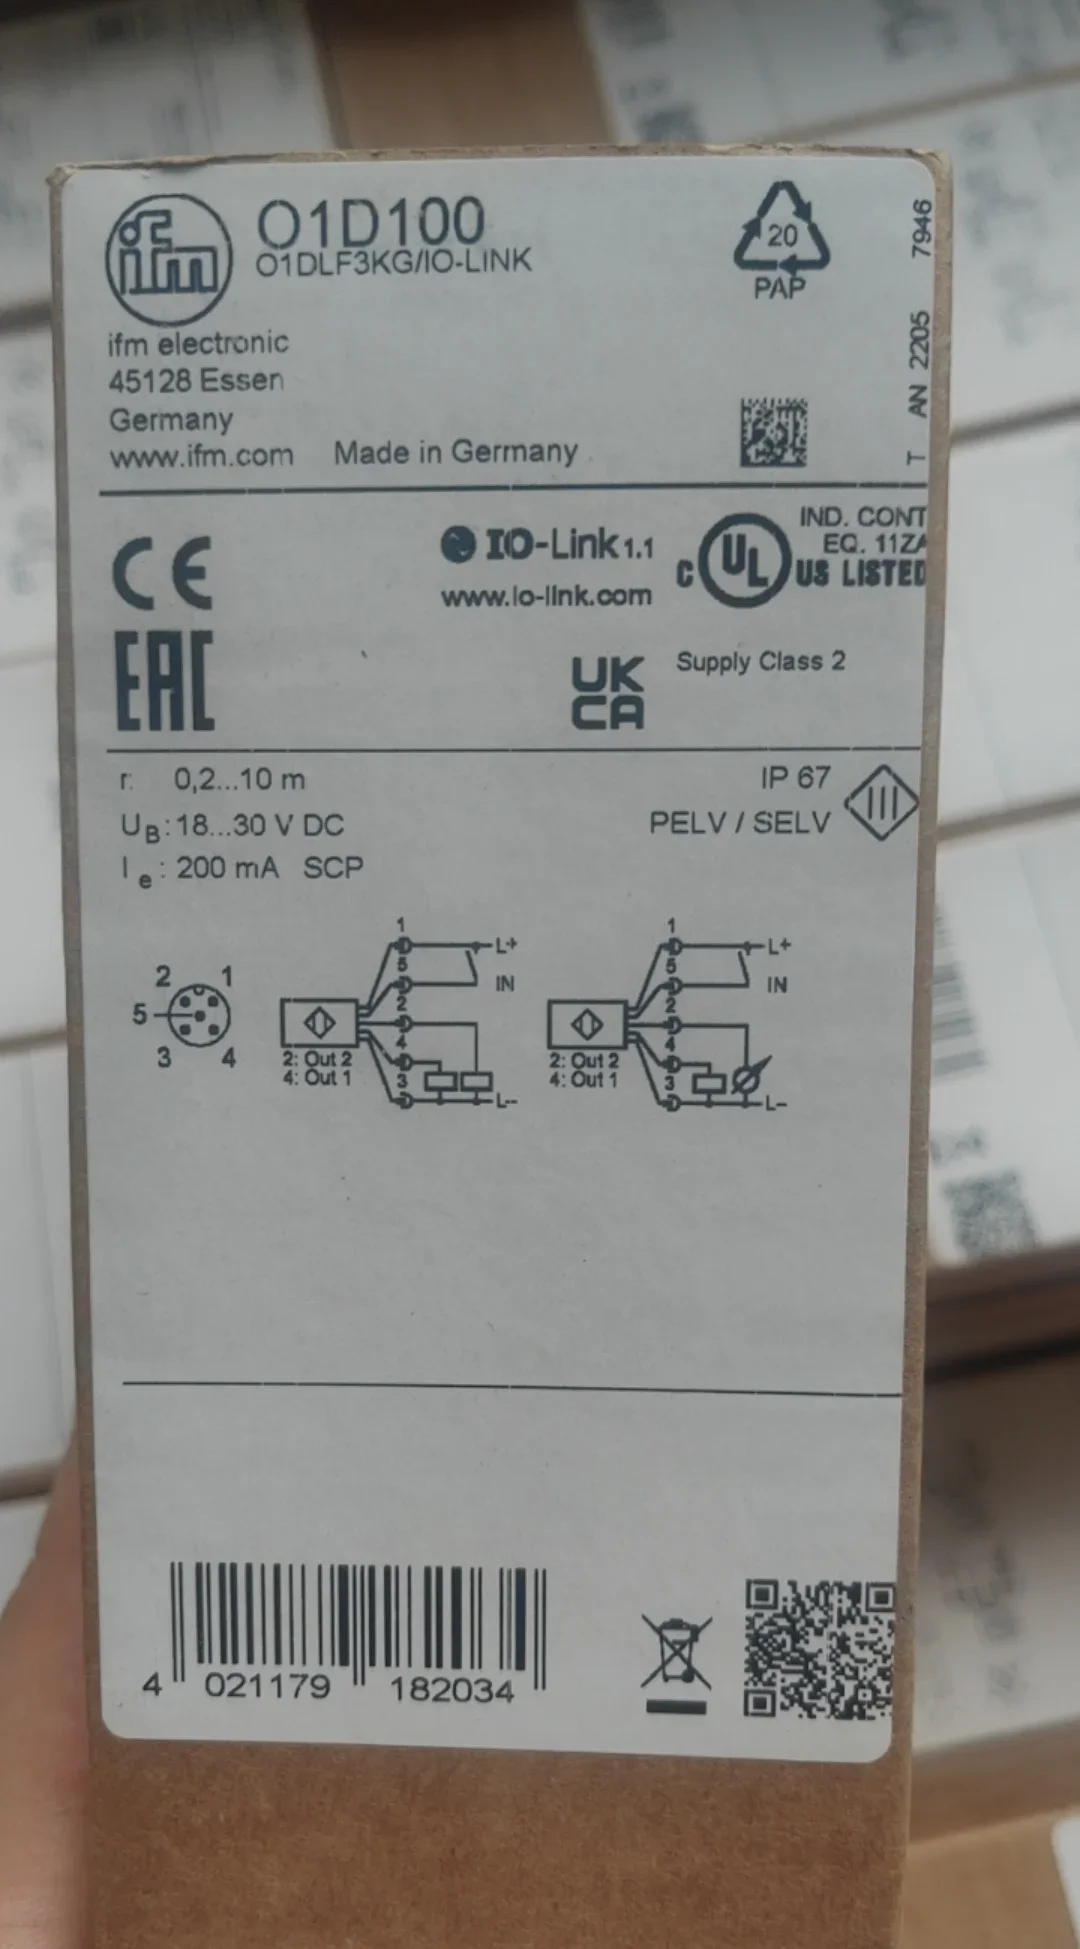 ifm
O1D100
O1DLF3KG/IO-LINK
20
PAP
ifm electronic
45128 Essen
Germany
www.ifm.com
Made in Germany
T AN 2205 7946
CE
IO-Link 1.1
www.io-link.com
C UL US LISTED
IND. CONT
EQ. 11ZA
EAC
UK
CA
Supply Class 2
r: 0,2...10 m
IP 67
UB: 18...30 V DC
PELV / SELV
III
Ie: 200 mA SCP
2 1
5
3 4
1
5
2
4
3
L+
IN
L-
2: Out 2
4: Out 1
1
5
2
4
3
L+
IN
L-
2: Out 2
4: Out 1
4 021179 182034